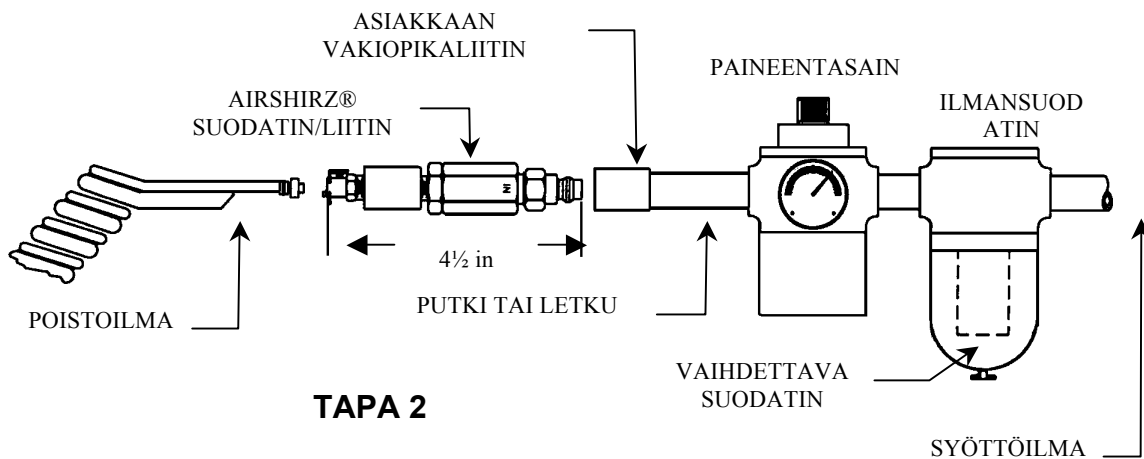 ASIAKKAAN
VAKIOPIKALIITIN
PAINEENTASAIN
AIRSHIRZ®
SUODATIN/LIITIN
ILMANSUOD
ATIN
IN
4½ in
POISTOILMA
PUTKI TAI LETKU
VAIHDETTAVA
SUODATIN
TAPA 2
SYÖTTÖILMA